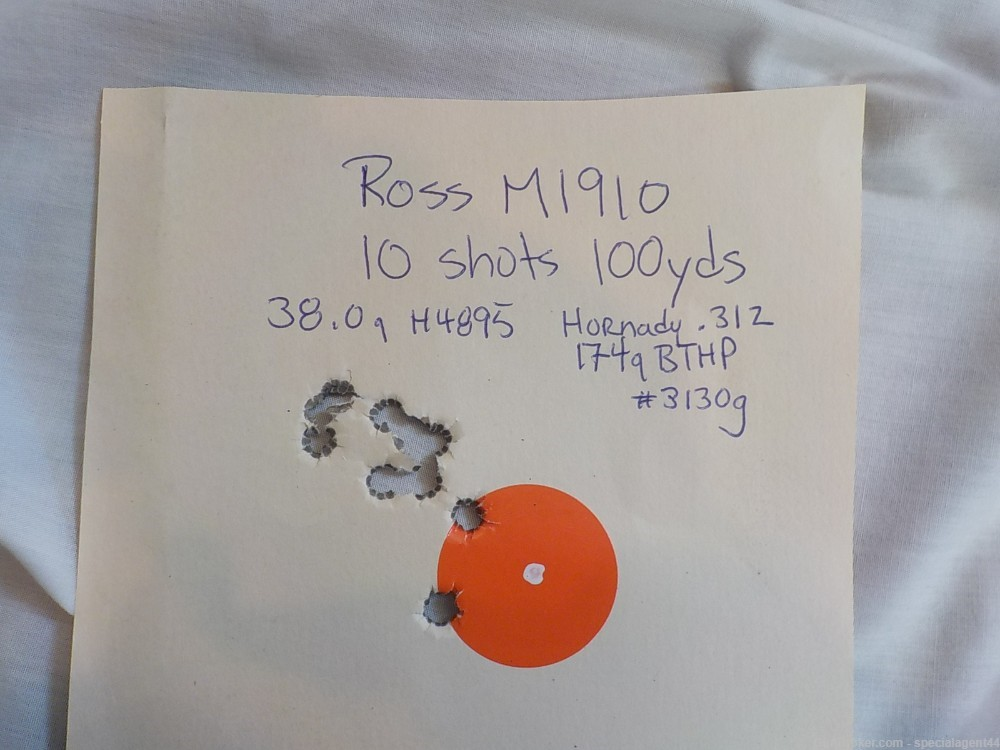 Ross M1910
10 shots 100yds
38.0g H4895 Hornady .312
174g BTHP
#3130g